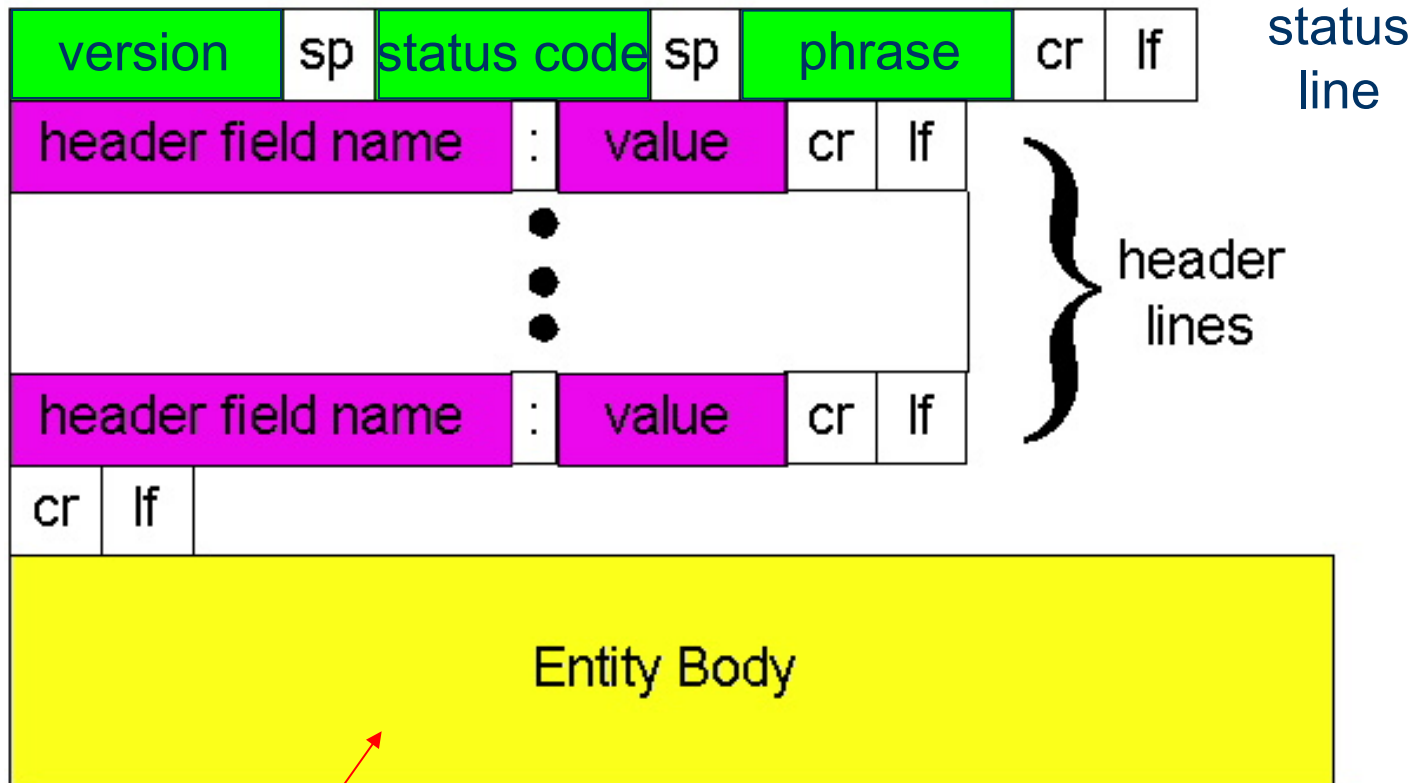 version sp status code sp phrase cr lf
status
line
header field name : value cr lf
header
lines
header field name : value cr lf
cr lf
Entity Body